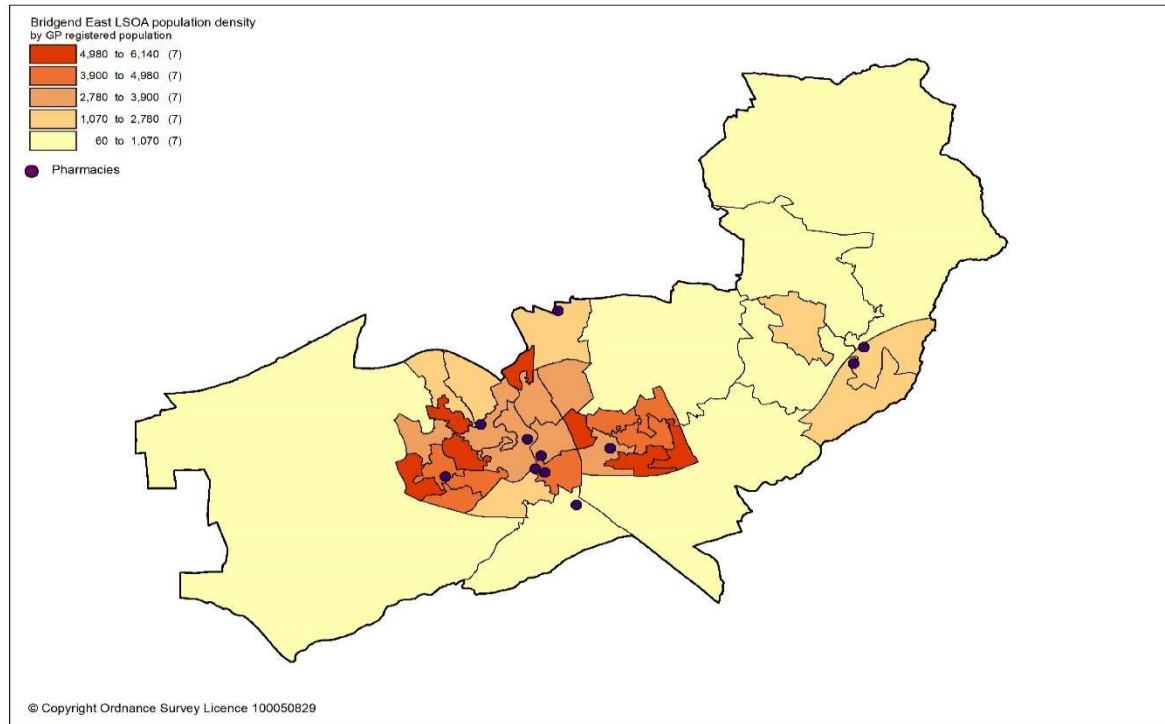 Bridgend East LSOA population density
by GP registered population
4,980 to 6,140 (7)
3,900 to 4,980 (7)
2,780 to 3,900 (7)
1,070 to 2,780 (7)
60 to 1,070 (7)
Pharmacies
© Copyright Ordnance Survey Licence 100050829